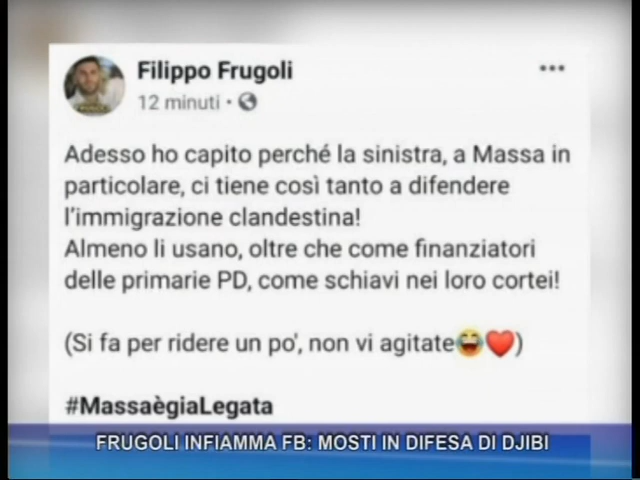 Filippo Frugoli
12 minuti •
Adesso ho capito perché la sinistra, a Massa in
particolare, ci tiene così tanto a difendere
l'immigrazione clandestina!
Almeno li usano, oltre che come finanziatori
delle primarie PD, come schiavi nei loro cortei!
(Si fa per ridere un po', non vi agitate😂❤️)
#MassaègiaLegata
FRUGOLI INFIAMMA FB: MOSTI IN DIFESA DI DJIBI